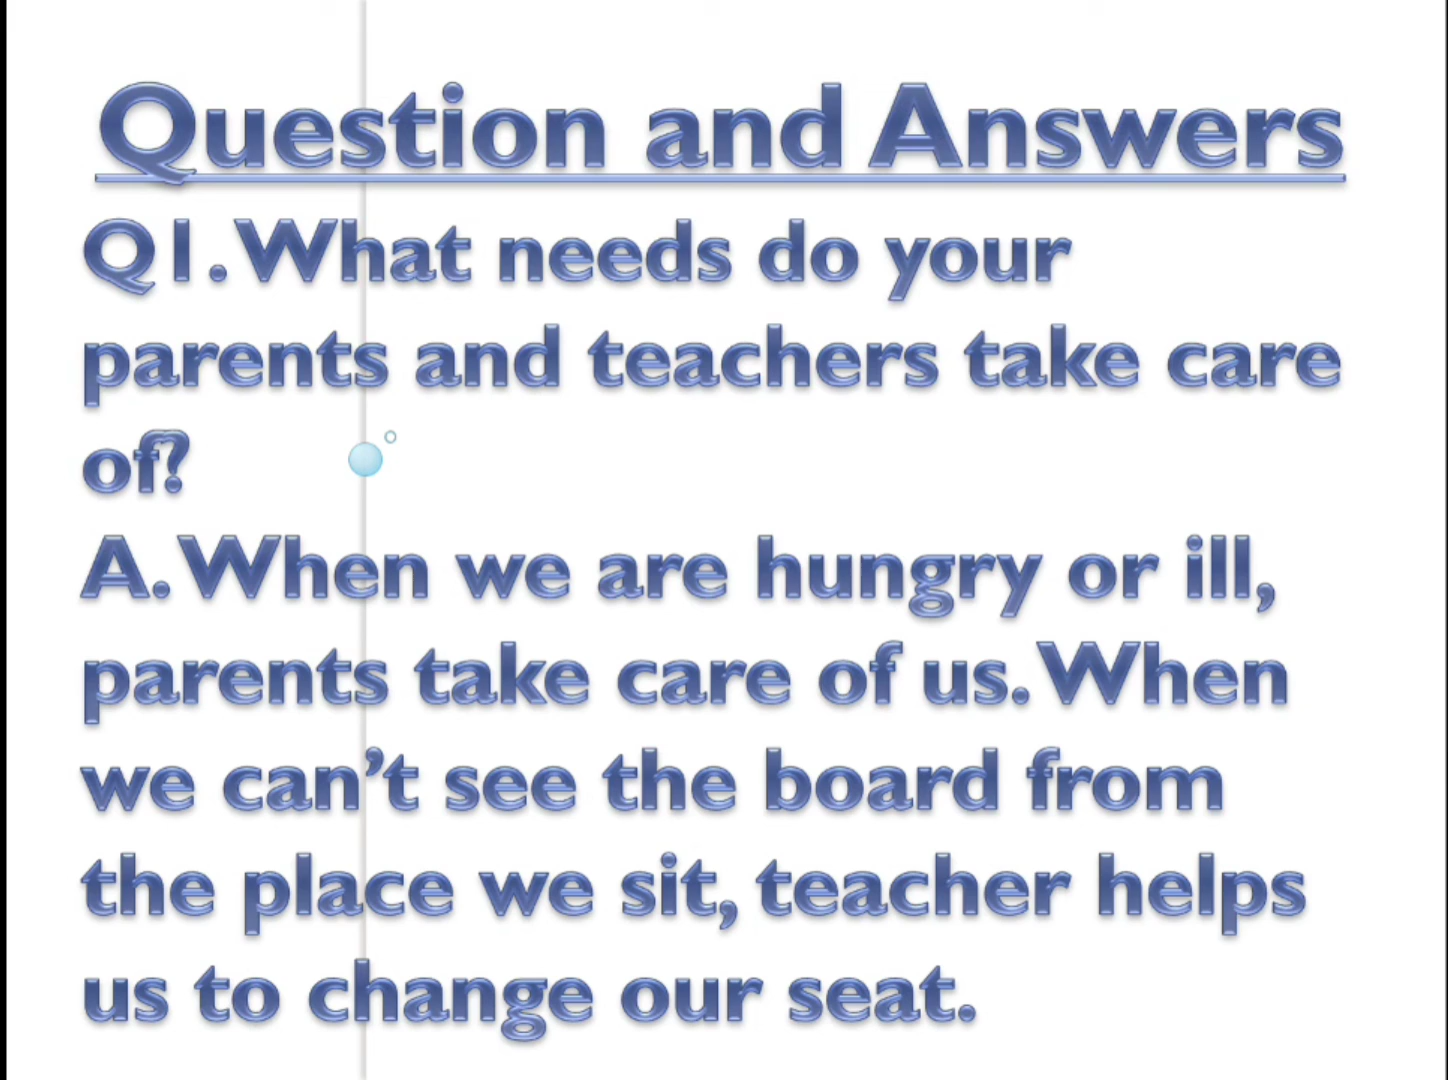 Question and Answers
Q1. What needs do your
parents and teachers take care
of?
A. When we are hungry or ill,
parents take care of us. When
we can’t see the board from
the place we sit, teacher helps
us to change our seat.